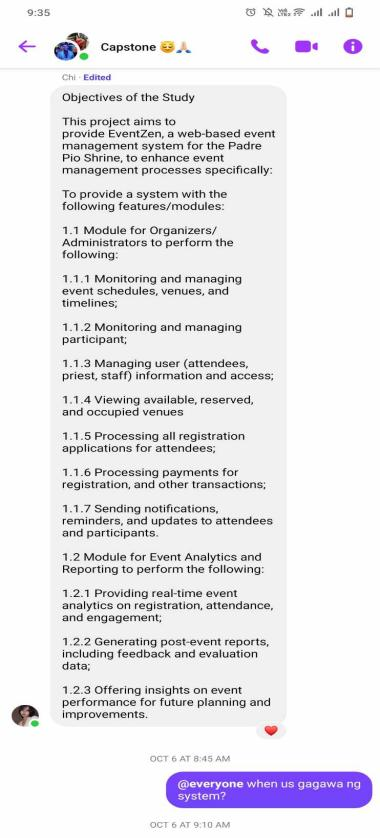 9:35
Capstone
Chi · Edited
Objectives of the Study
This project aims to
provide EventZen, a web-based event
management system for the Padre
Pio Shrine, to enhance event
management processes specifically:
To provide a system with the
following features/modules:
1.1 Module for Organizers/
Administrators to perform the
following:
1.1.1 Monitoring and managing
event schedules, venues, and
timelines;
1.1.2 Monitoring and managing
participant;
1.1.3 Managing user (attendees,
priest, staff) information and access;
1.1.4 Viewing available, reserved,
and occupied venues
1.1.5 Processing all registration
applications for attendees;
1.1.6 Processing payments for
registration, and other transactions;
1.1.7 Sending notifications,
reminders, and updates to attendees
and participants.
1.2 Module for Event Analytics and
Reporting to perform the following:
1.2.1 Providing real-time event
analytics on registration, attendance,
and engagement;
1.2.2 Generating post-event reports,
including feedback and evaluation
data;
1.2.3 Offering insights on event
performance for future planning and
improvements.
OCT 6 AT 8:45 AM
@everyone when us gagawa ng
system?
OCT 6 AT 9:10 AM